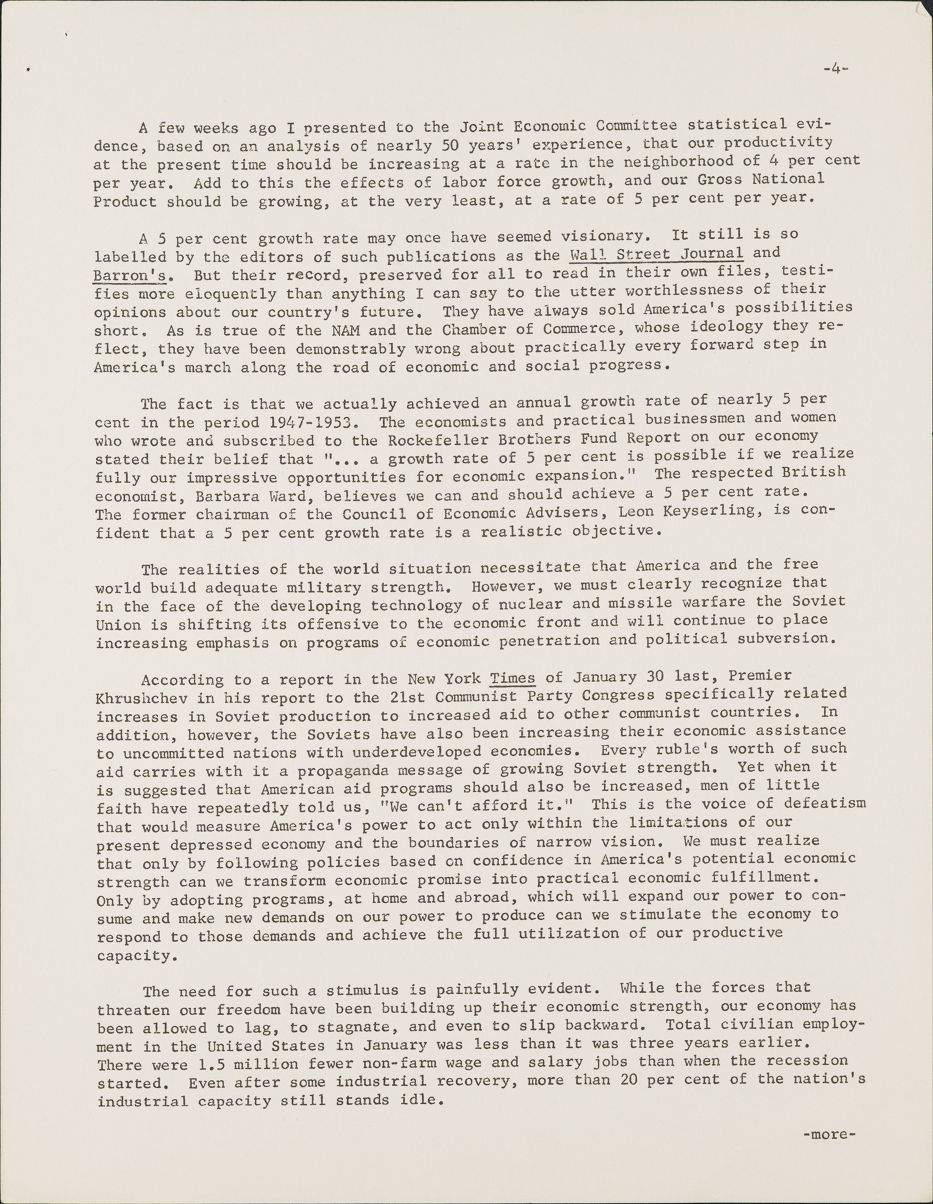 -4-
A few weeks ago I presented to the Joint Economic Committee statistical evi-
dence, based on an analysis of nearly 50 years' experience, that our productivity
at the present time should be increasing at a rate in the neighborhood of 4 per cent
per year. Add to this the effects of labor force growth, and our Gross National
Product should be growing, at the very least, at a rate of 5 per cent per year.
A 5 per cent growth rate may once have seemed visionary. It still is so
labelled by the editors of such publications as the Wall Street Journal and
Barron's. But their record, preserved for all to read in their own files, testi-
fies more eloquently than anything I can say to the utter worthlessness of their
opinions about our country's future. They have always sold America's possibilities
short. As is true of the NAM and the Chamber of Commerce, whose ideology they re-
flect, they have been demonstrably wrong about practically every forward step in
America's march along the road of economic and social progress.
The fact is that we actually achieved an annual growth rate of nearly 5 per
cent in the period 1947-1953. The economists and practical businessmen and women
who wrote and subscribed to the Rockefeller Brothers Fund Report on our economy
stated their belief that "... a growth rate of 5 per cent is possible if we realize
fully our impressive opportunities for economic expansion." The respected British
economist, Barbara Ward, believes we can and should achieve a 5 per cent rate.
The former chairman of the Council of Economic Advisers, Leon Keyserling, is con-
fident that a 5 per cent growth rate is a realistic objective.
The realities of the world situation necessitate that America and the free
world build adequate military strength. However, we must clearly recognize that
in the face of the developing technology of nuclear and missile warfare the Soviet
Union is shifting its offensive to the economic front and will continue to place
increasing emphasis on programs of economic penetration and political subversion.
According to a report in the New York Times of January 30 last, Premier
Khrushchev in his report to the 21st Communist Party Congress specifically related
increases in Soviet production to increased aid to other communist countries. In
addition, however, the Soviets have also been increasing their economic assistance
to uncommitted nations with underdeveloped economies. Every ruble's worth of such
aid carries with it a propaganda message of growing Soviet strength. Yet when it
is suggested that American aid programs should also be increased, men of little
faith have repeatedly told us, "We can't afford it." This is the voice of defeatism
that would measure America's power to act only within the limitations of our
present depressed economy and the boundaries of narrow vision. We must realize
that only by following policies based on confidence in America's potential economic
strength can we transform economic promise into practical economic fulfillment.
Only by adopting programs, at home and abroad, which will expand our power to con-
sume and make new demands on our power to produce can we stimulate the economy to
respond to those demands and achieve the full utilization of our productive
capacity.
The need for such a stimulus is painfully evident. While the forces that
threaten our freedom have been building up their economic strength, our economy has
been allowed to lag, to stagnate, and even to slip backward. Total civilian employ-
ment in the United States in January was less than it was three years earlier.
There were 1.5 million fewer non-farm wage and salary jobs than when the recession
started. Even after some industrial recovery, more than 20 per cent of the nation's
industrial capacity still stands idle.
-more-